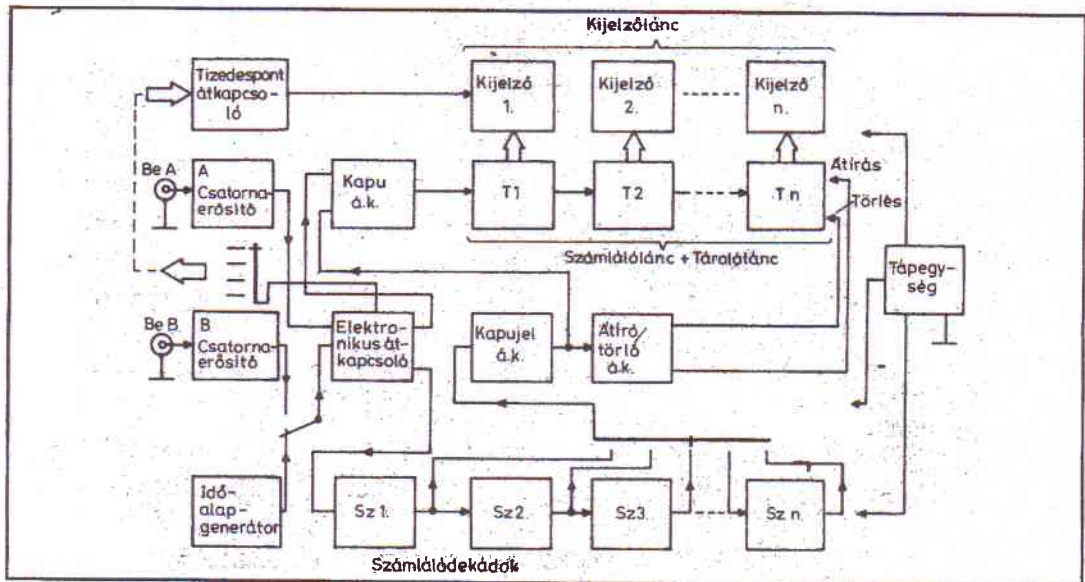 Kijelzőlánc
Tizedespont
átkapcso-
ló
Kijelző
1.
Kijelző
2.
Kijelző
n.
Be A
A
Csatorna-
erősítő
Kapu
á.k.
T1
T2
Tn
Átírás
Törlés
Számlálólánc + Tárolólánc
Tápegy-
ség
Be B
B
Csatorna-
erősítő
Elektro-
nikus át-
kapcsoló
Kapujel
á.k.
Átíró/
törlő
á.k.
Idő-
alap-
generátor
Sz 1.
Sz 2.
Sz 3.
Sz n.
Számlálódekádok